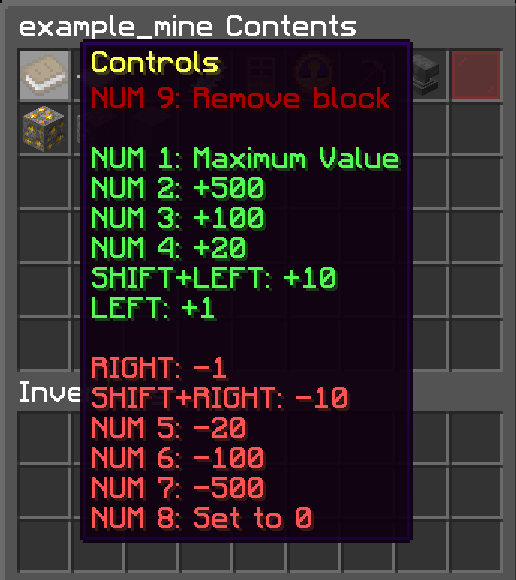 example_mine Contents
Controls
NUM 9: Remove block
NUM 1: Maximum Value
NUM 2: +500
NUM 3: +100
NUM 4: +20
SHIFT+LEFT: +10
LEFT: +1
RIGHT: -1
SHIFT+RIGHT: -10
Inve
NUM 5: -20
NUM 6: -100
NUM 7: -500
NUM 8: Set to 0